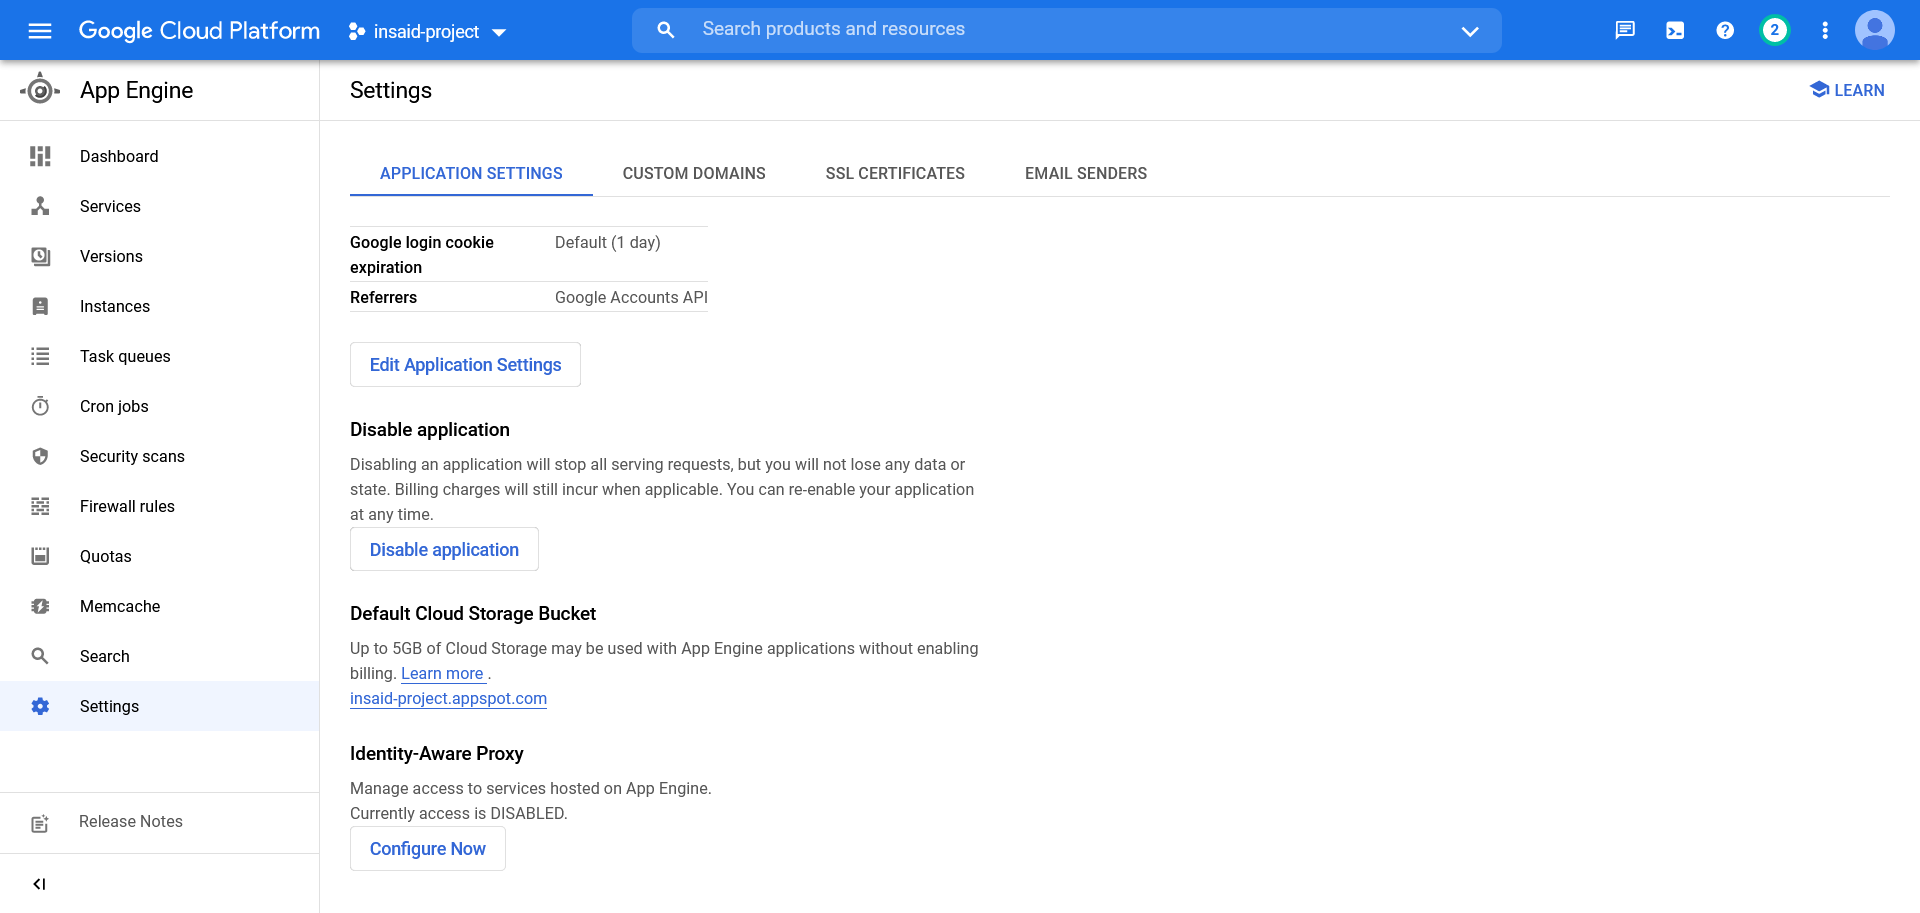 Google Cloud Platform
insaid-project
Search products and resources
2
App Engine
Settings
LEARN
Dashboard
Services
Versions
Instances
Task queues
Cron jobs
Security scans
Firewall rules
Quotas
Memcache
Search
Settings
Release Notes
APPLICATION SETTINGS
CUSTOM DOMAINS
SSL CERTIFICATES
EMAIL SENDERS
Google login cookie expiration Default (1 day)
Referrers Google Accounts API
Edit Application Settings
Disable application
Disabling an application will stop all serving requests, but you will not lose any data or
state. Billing charges will still incur when applicable. You can re-enable your application
at any time.
Disable application
Default Cloud Storage Bucket
Up to 5GB of Cloud Storage may be used with App Engine applications without enabling
billing. Learn more .
insaid-project.appspot.com
Identity-Aware Proxy
Manage access to services hosted on App Engine.
Currently access is DISABLED.
Configure Now